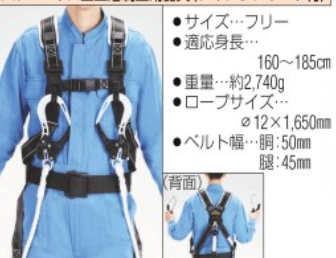 ●サイズ…フリー
●適応身長…
160～185cm
●重量…約2,740g
●ロープサイズ…
ø12×1,650mm
●ベルト幅…胴:50mm
腿:45mm
(背面)